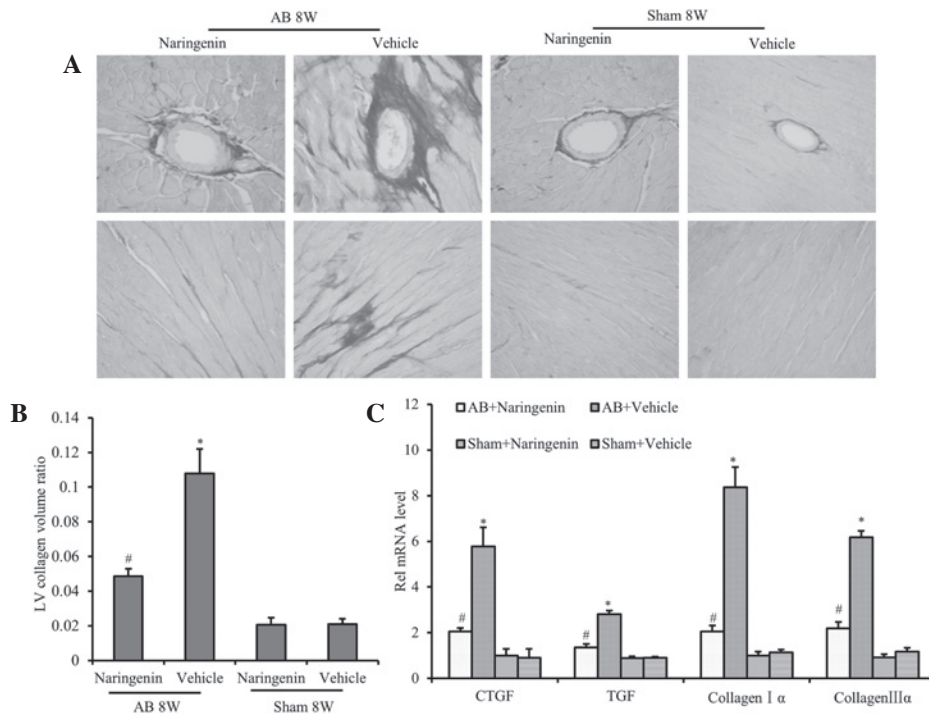 AB 8W Sham 8W
Naringenin Vehicle Naringenin Vehicle
A
B
LV collagen volume ratio
0.14
0.12
0.1
0.08
0.06
0.04
0.02
0
#
*
Naringenin Vehicle Naringenin Vehicle
AB 8W Sham 8W
C
Rel mRNA level
12
10
8
6
4
2
0
AB+Naringenin AB+Vehicle
Sham+Naringenin Sham+Vehicle
# *
# *
# *
# *
CTGF TGF Collagen Ⅰ α CollagenⅢα